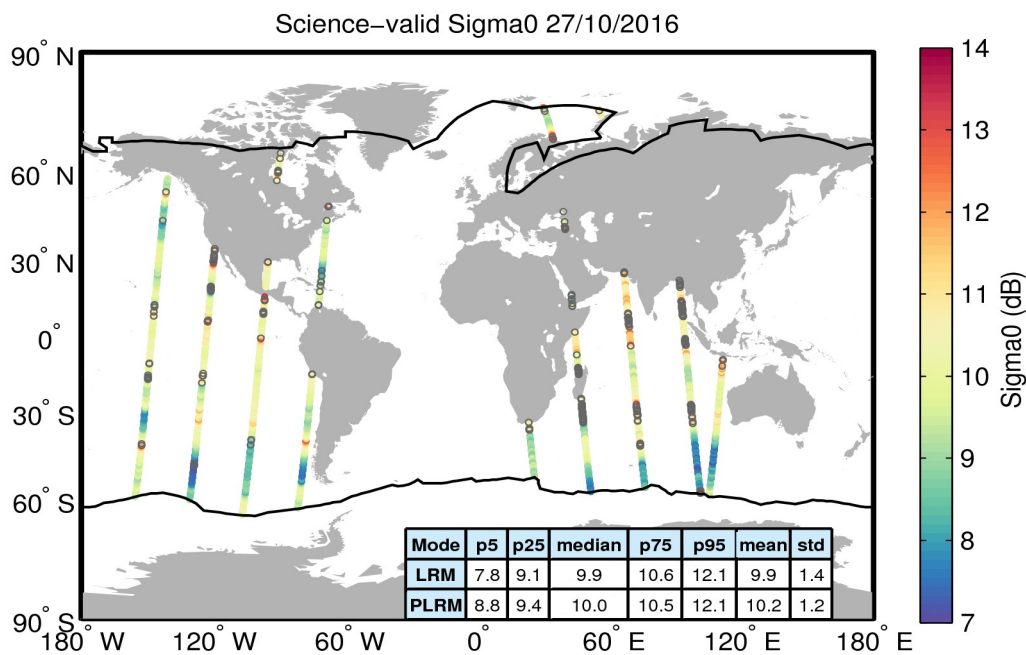 Science−valid Sigma0 27/10/2016
90° N
60° N
30° N
0°
30° S
60° S
90° S
180° W
120° W
60° W
0°
60° E
120° E
180° E
14
13
12
11
10
9
8
7
Sigma0 (dB)
Mode p5 p25 median p75 p95 mean std
LRM 7.8 9.1 9.9 10.6 12.1 9.9 1.4
PLRM 8.8 9.4 10.0 10.5 12.1 10.2 1.2